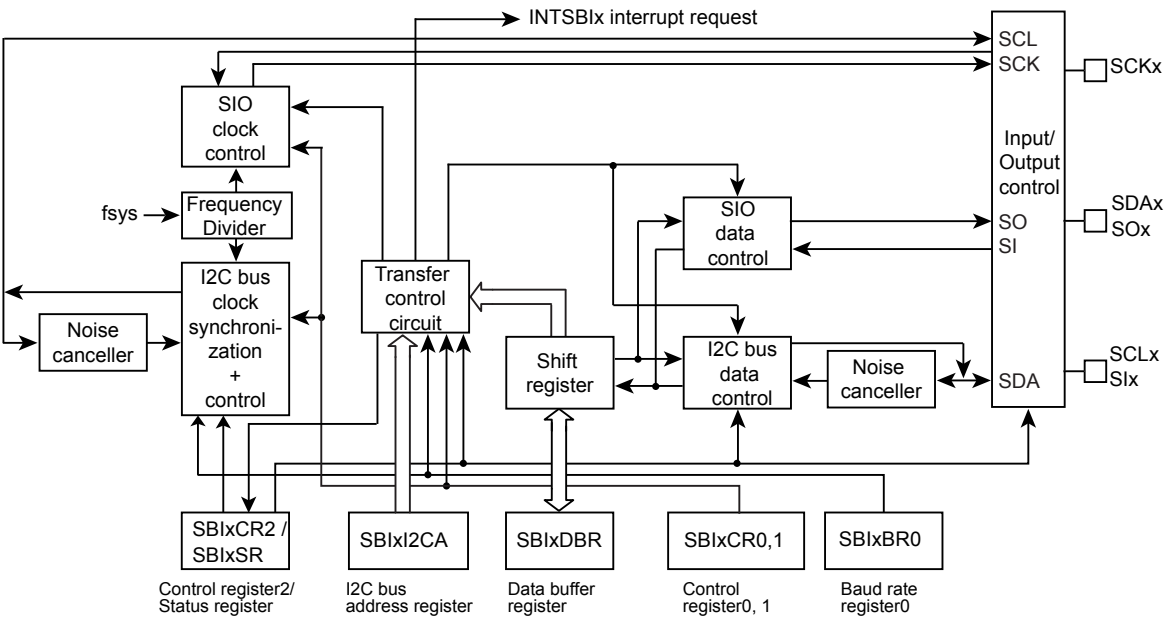 INTSBIx interrupt request
SCL
SCK
SCKx
SIO
clock
control
Input/
Output
control
fsys
Frequency
Divider
SIO
data
control
SO
SI
SDAx
SOx
I2C bus
clock
synchroni-
zation
+
control
Transfer
control
circuit
Noise
canceller
Shift
register
I2C bus
data
control
Noise
canceller
SDA
SCLx
SIx
SBIxCR2 /
SBIxSR
SBIxI2CA
SBIxDBR
SBIxCR0,1
SBIxBR0
Control register2/
Status register
I2C bus
address register
Data buffer
register
Control
register0, 1
Baud rate
register0